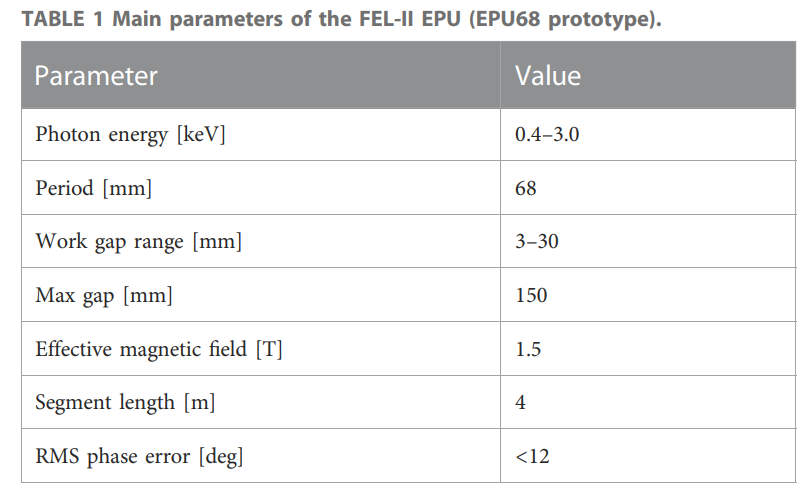 TABLE 1 Main parameters of the FEL-II EPU (EPU68 prototype).
Parameter Value
Photon energy [keV] 0.4–3.0
Period [mm] 68
Work gap range [mm] 3–30
Max gap [mm] 150
Effective magnetic field [T] 1.5
Segment length [m] 4
RMS phase error [deg] <12